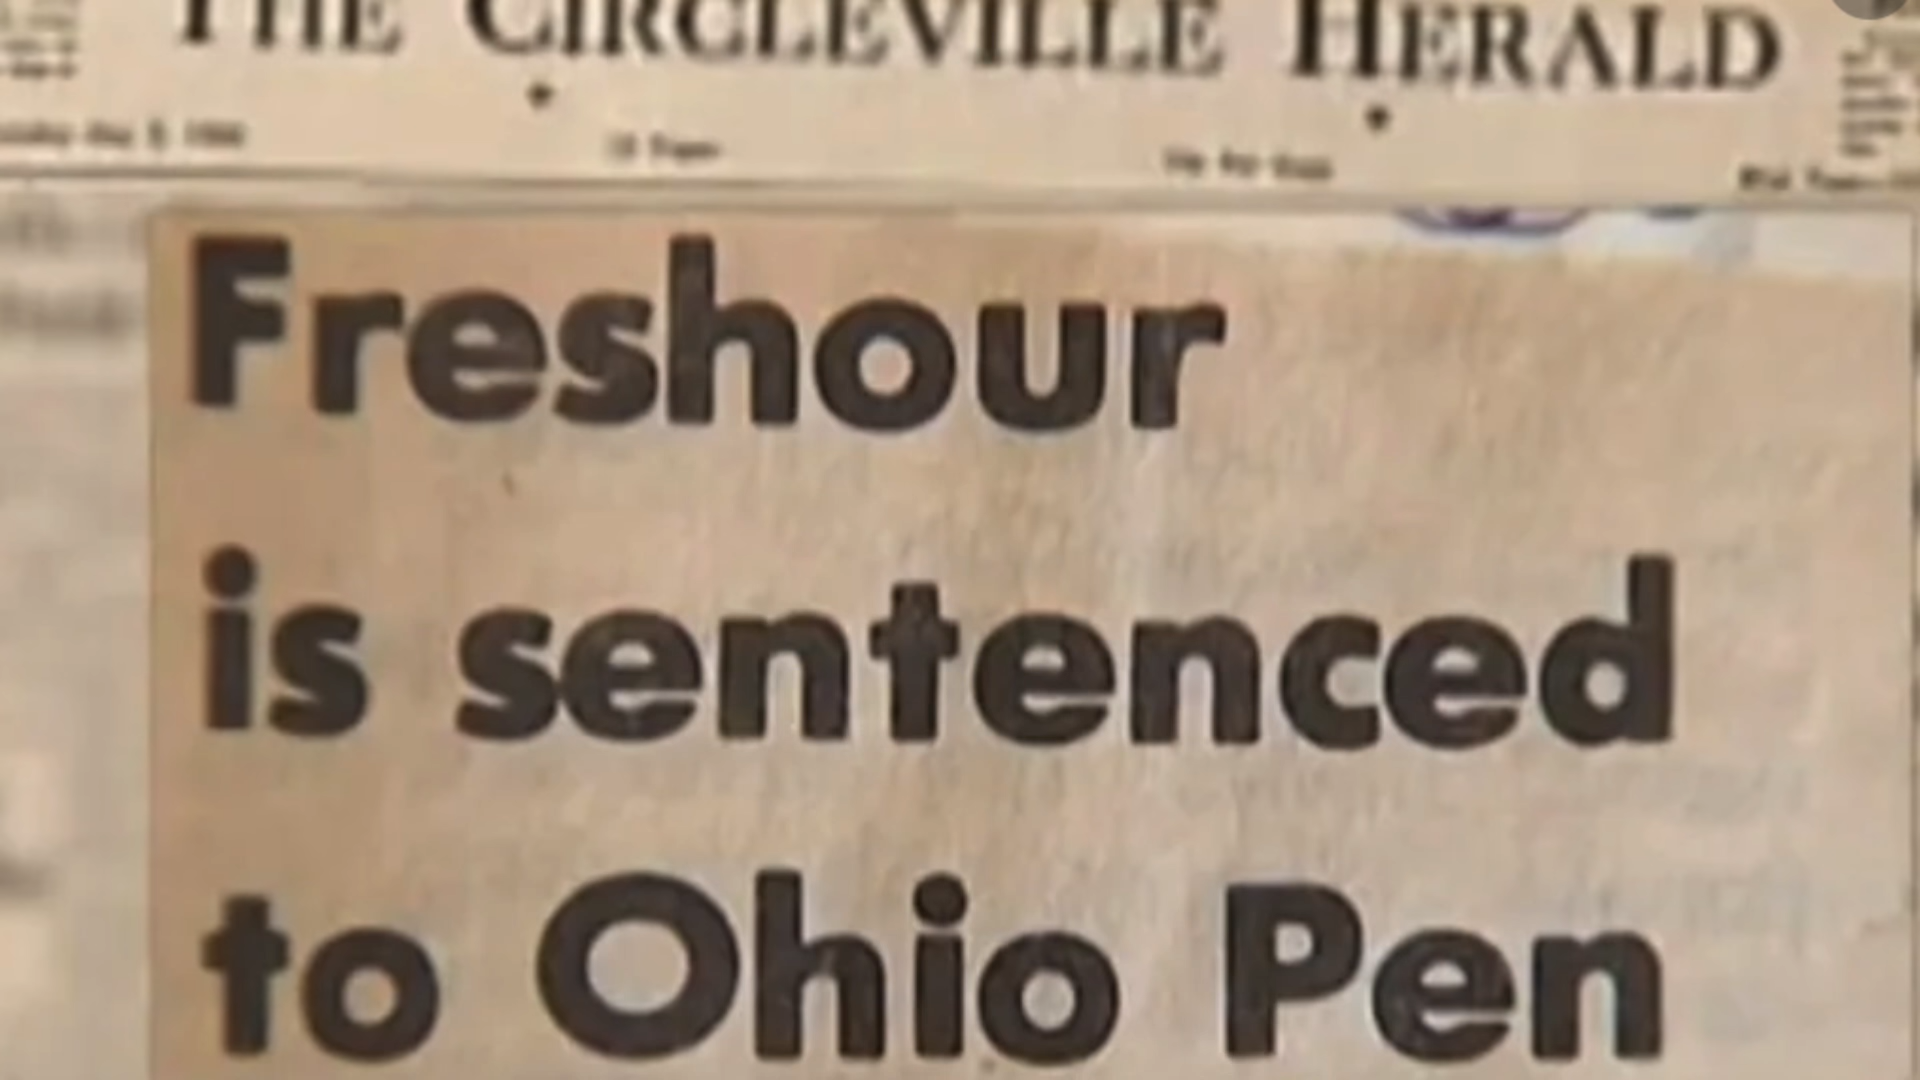 THE CIRCLEVILLE HERALD
Freshour
is sentenced
to Ohio Pen